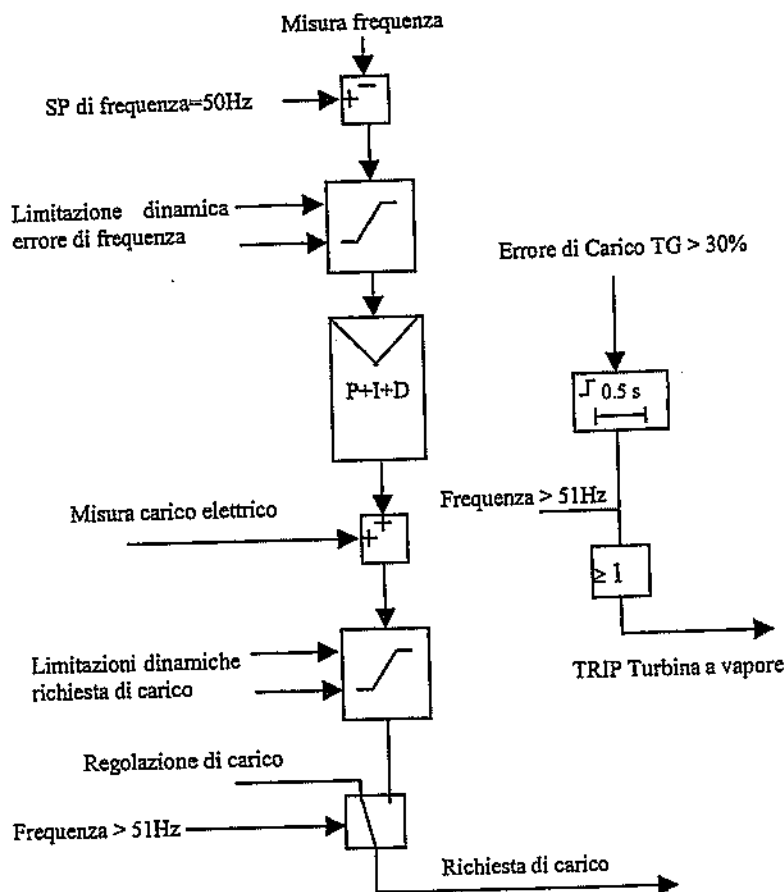 Misura frequenza
−
+
SP di frequenza=50Hz
Limitazione dinamica
errore di frequenza
P+I+D
Misura carico elettrico
+
+
Limitazioni dinamiche
richiesta di carico
Regolazione di carico
Frequenza > 51Hz
Richiesta di carico
Errore di Carico TG > 30%
0.5 s
Frequenza > 51Hz
≥ 1
TRIP Turbina a vapore